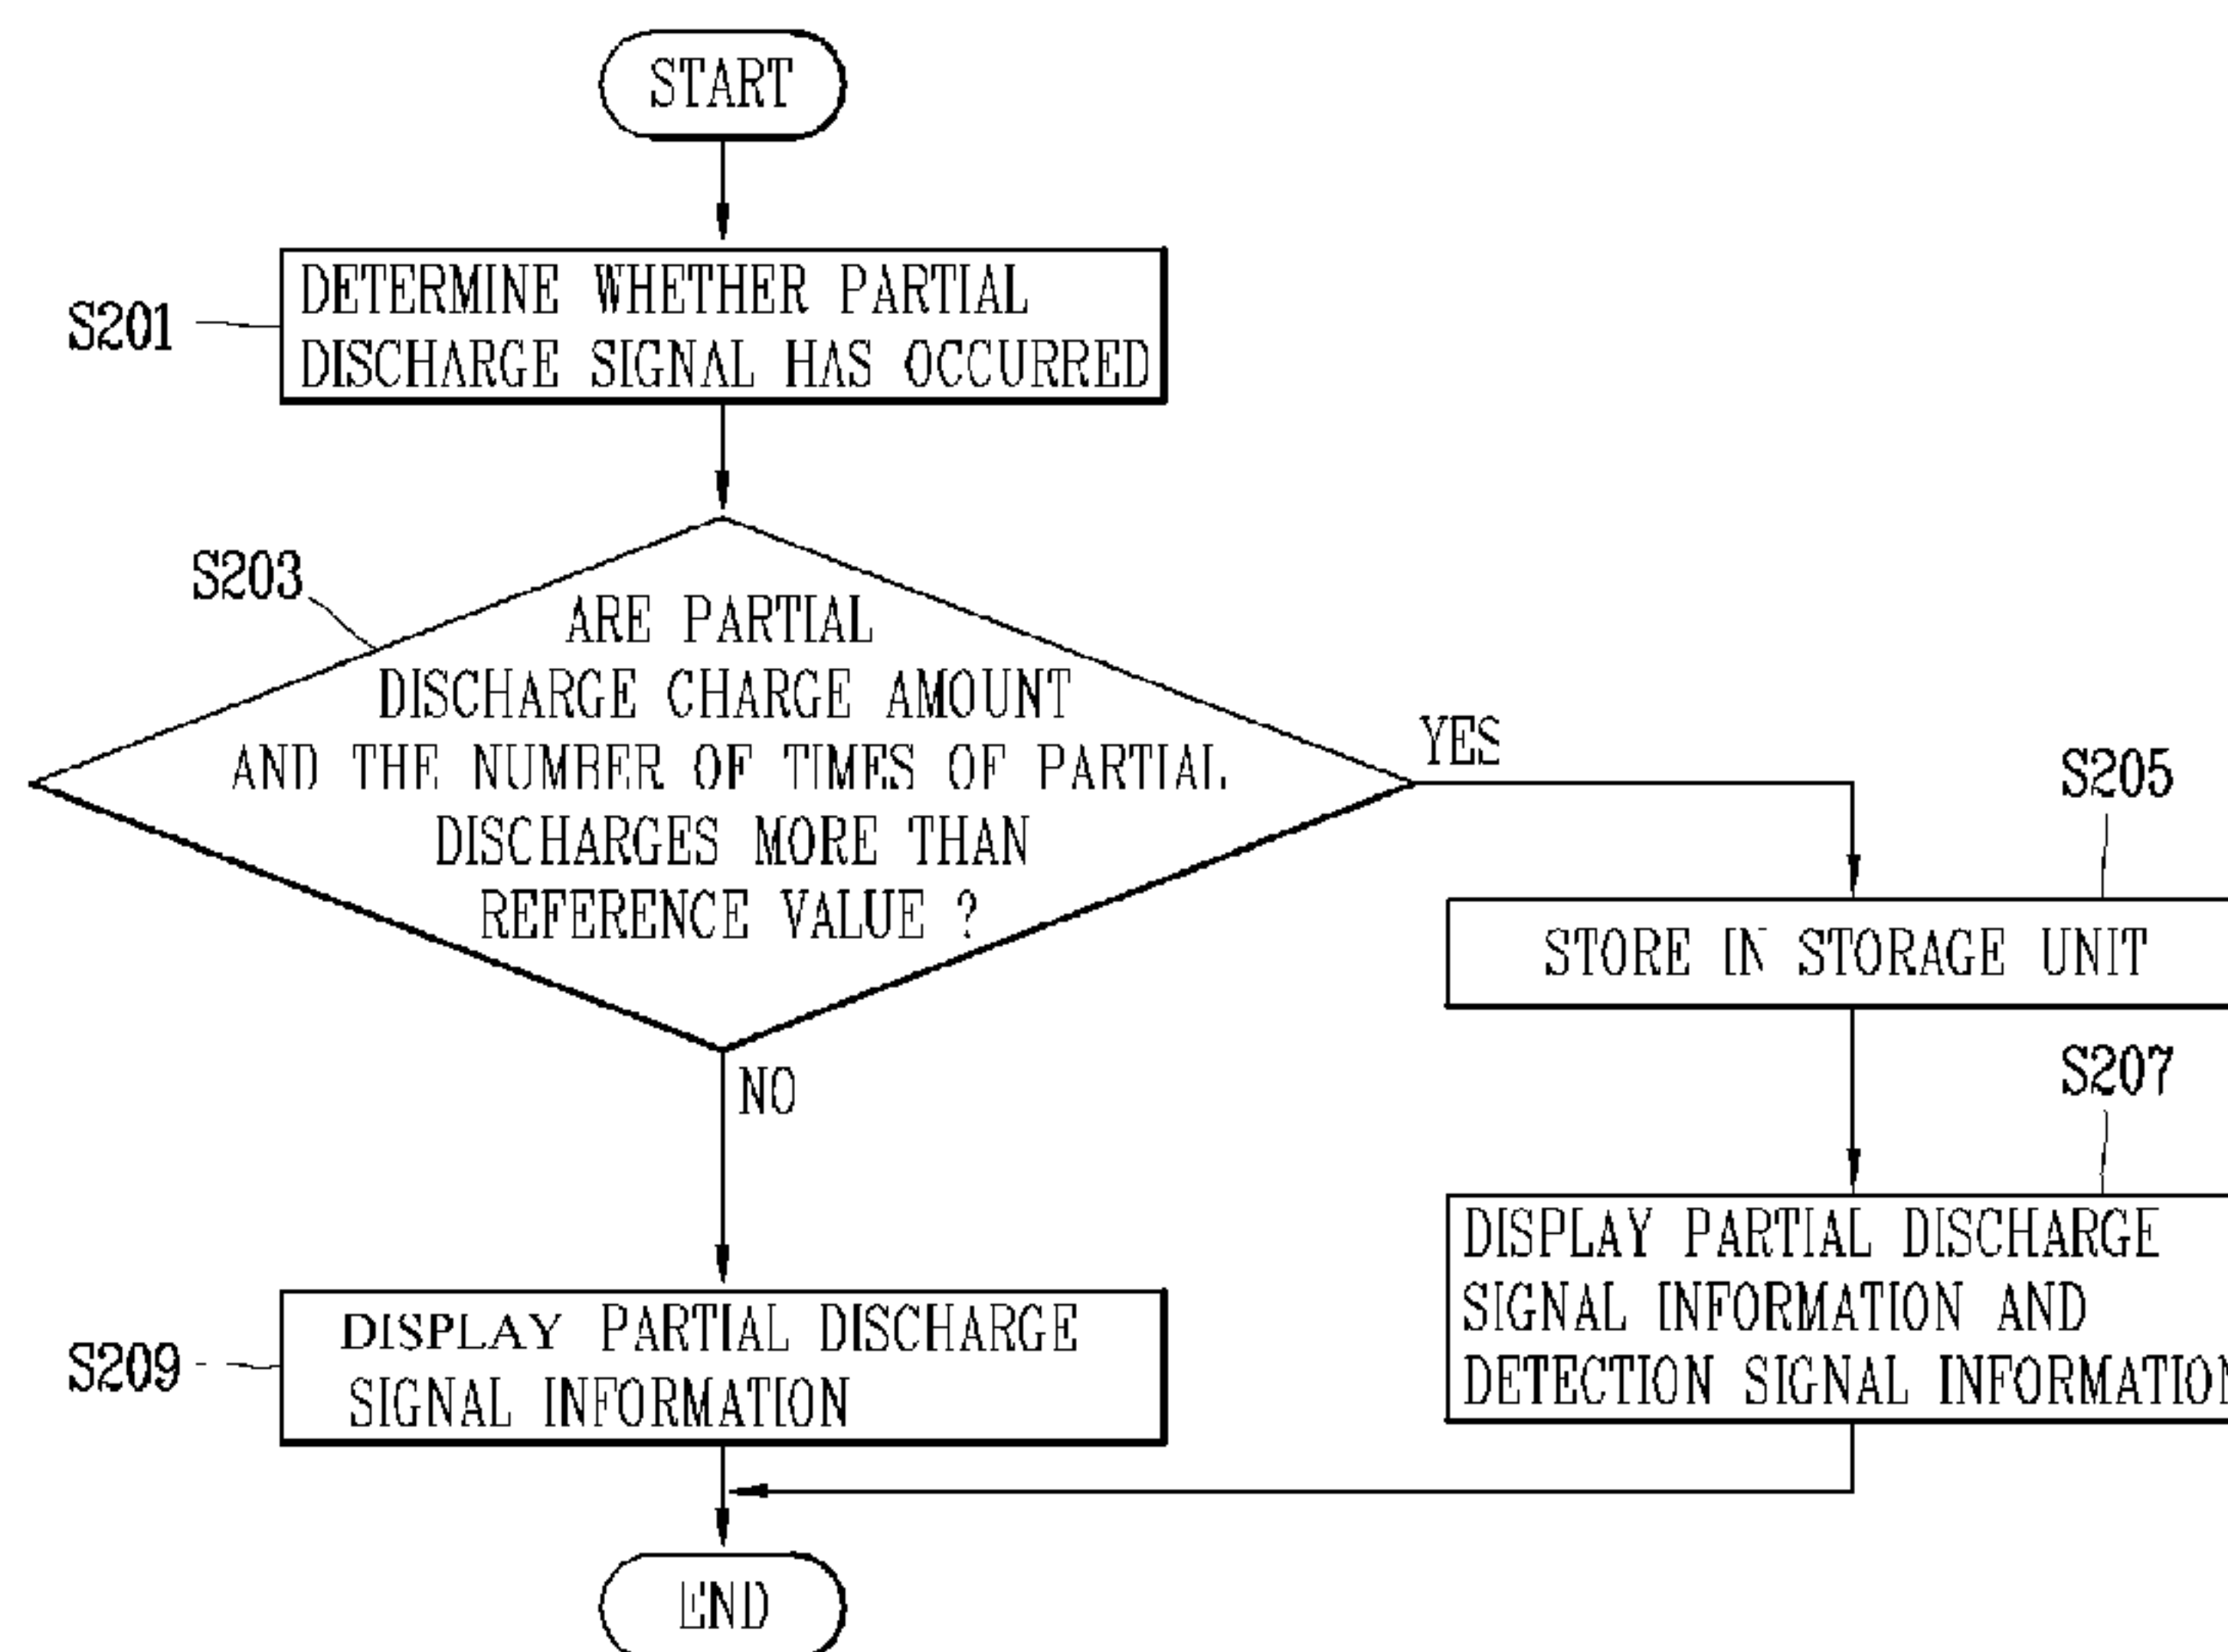 START
S201
DETERMINE WHETHER PARTIAL
DISCHARGE SIGNAL HAS OCCURRED
S203
ARE PARTIAL
DISCHARGE CHARGE AMOUNT
AND THE NUMBER OF TIMES OF PARTIAL
DISCHARGES MORE THAN
REFERENCE VALUE ?
YES
S205
STORE IN STORAGE UNIT
NO
S207
DISPLAY PARTIAL DISCHARGE
SIGNAL INFORMATION AND
DETECTION SIGNAL INFORMATION
S209
DISPLAY PARTIAL DISCHARGE
SIGNAL INFORMATION
END